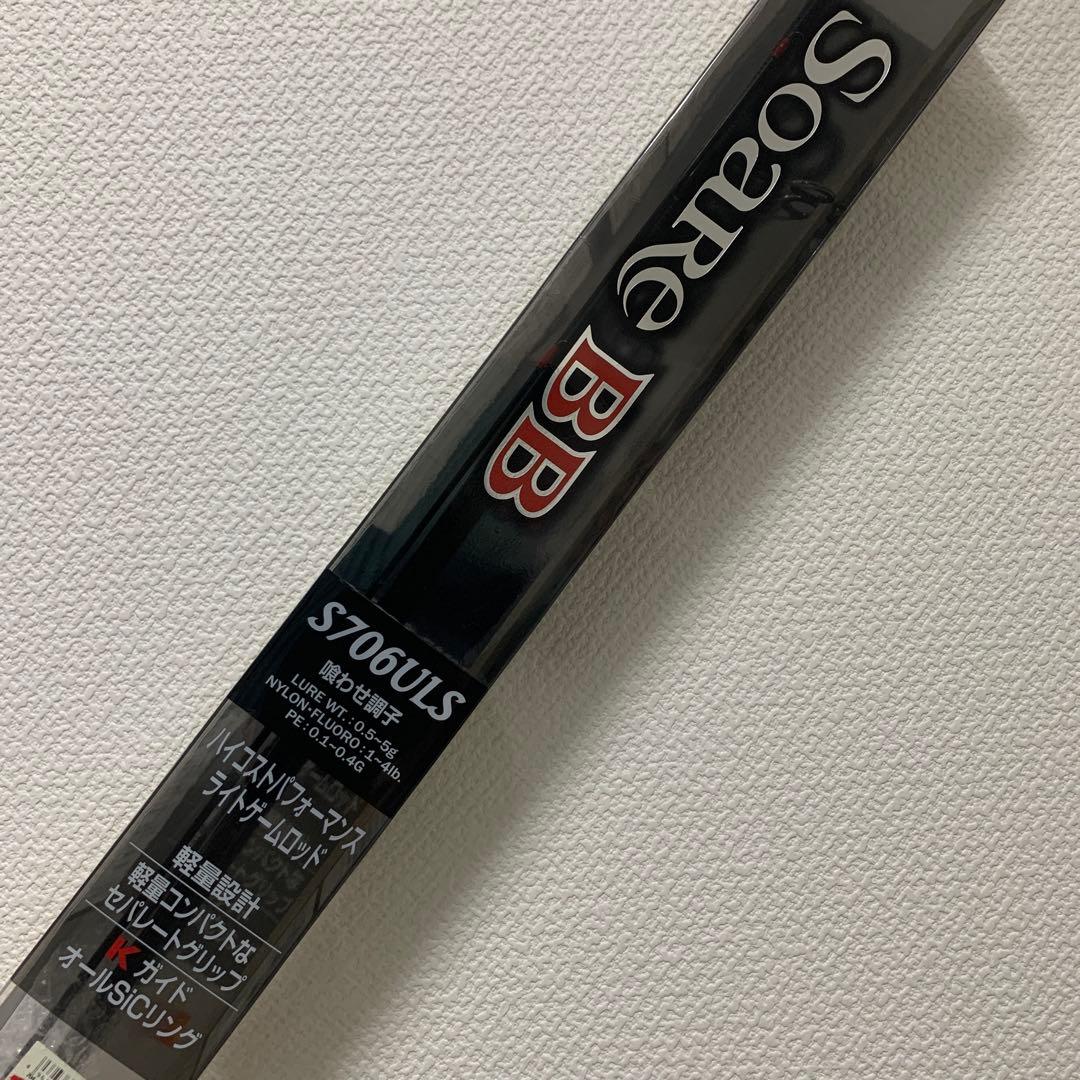 SoaRe BB
S706ULS
喰わせ調子
LURE WT.:0.5~5g
NYLON・FLUORO:1~4lb.
PE:0.1~0.4G
ハイコストパフォーマンス
ライトゲームロッド
軽量設計
軽量コンパクトな
セパレートグリップ
K ガイド
オールSiCリング